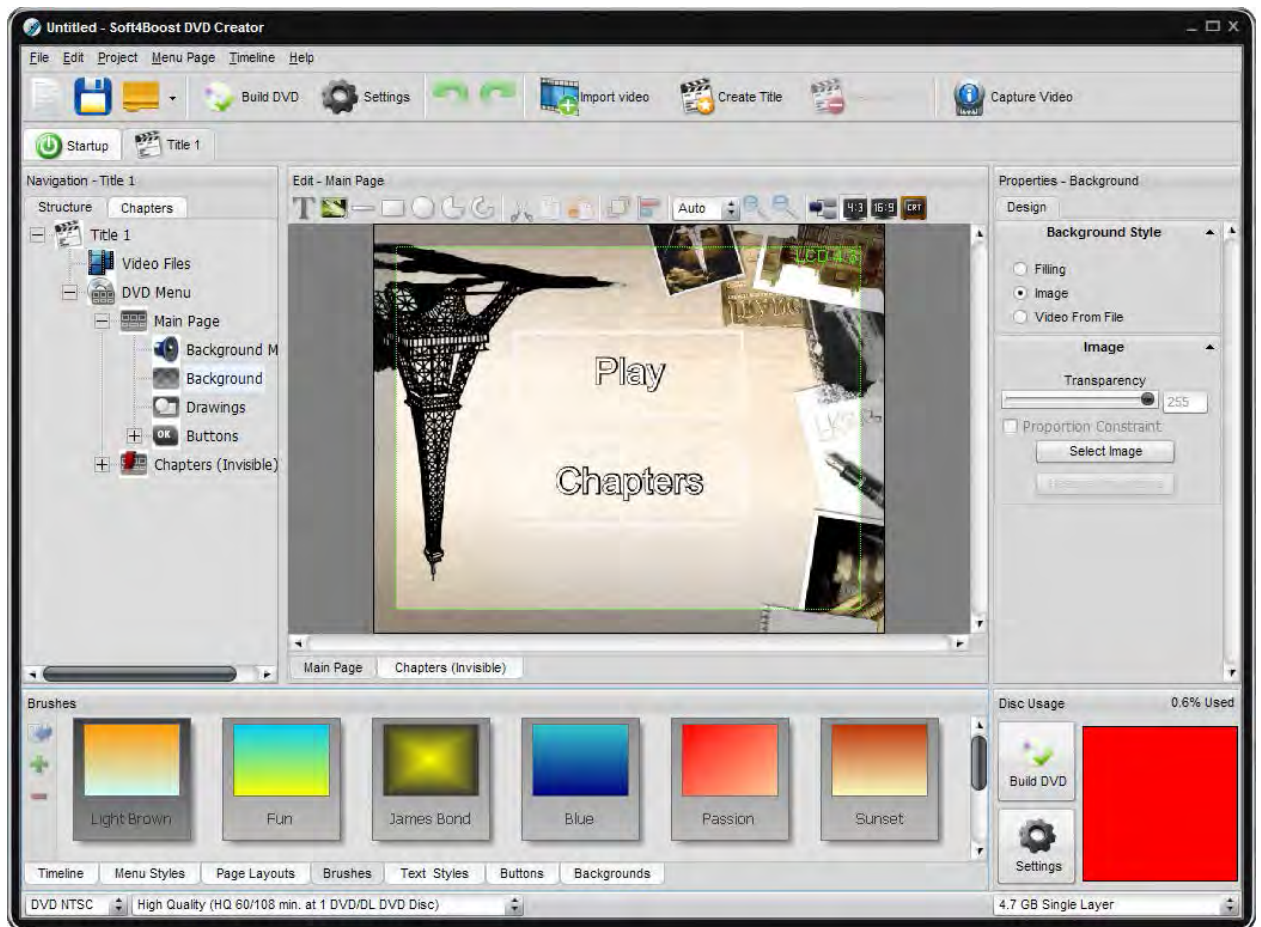 Untitled - Soft4Boost DVD Creator
File Edit Project Menu Page Timeline Help
Build DVD Settings Import video Create Title Capture Video
Startup Title 1
Navigation - Title 1
Structure Chapters
Title 1
Video Files
DVD Menu
Main Page
Background M
Background
Drawings
OK Buttons
Chapters (Invisible)
Edit - Main Page
T Auto 4:3 16:9 CRT
LCD 4:3
Play
Chapters
Main Page Chapters (Invisible)
Properties - Background
Design
Background Style
Filling
Image
Video From File
Image
Transparency
255
Proportion Constraint
Select Image
Brushes
Light Brown Fun James Bond Blue Passion Sunset
Timeline Menu Styles Page Layouts Brushes Text Styles Buttons Backgrounds
Disc Usage 0.6% Used
Build DVD
Settings
DVD NTSC High Quality (HQ 60/108 min. at 1 DVD/DL DVD Disc) 4.7 GB Single Layer